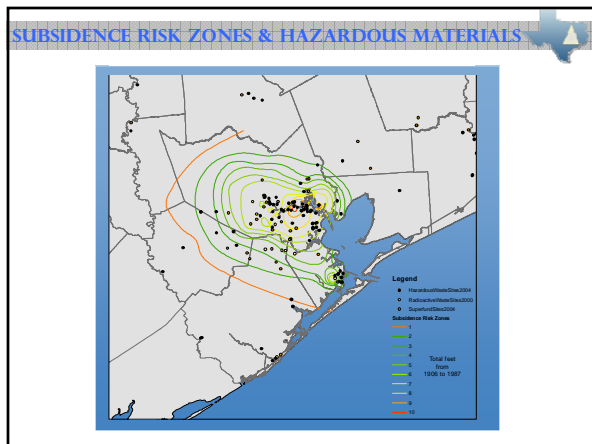 SUBSIDENCE RISK ZONES & HAZARDOUS MATERIALS
Legend
HazardousWasteSites2004
RadioactiveWasteSites2000
SuperfundSites2004
Subsidence Risk Zones
1
2
3
4
5
6
7
8
9
10
Total feet
from
1906 to 1987